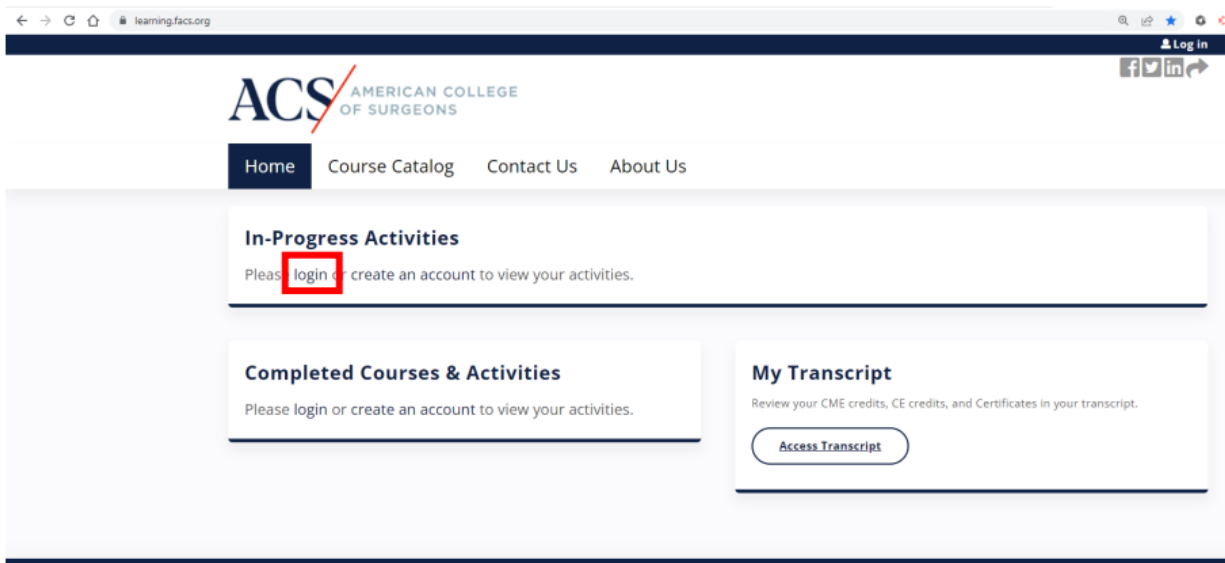 learning.facs.org
Log in
ACS AMERICAN COLLEGE
OF SURGEONS
Home Course Catalog Contact Us About Us
In-Progress Activities
Please login or create an account to view your activities.
Completed Courses & Activities
Please login or create an account to view your activities.
My Transcript
Review your CME credits, CE credits, and Certificates in your transcript.
Access Transcript